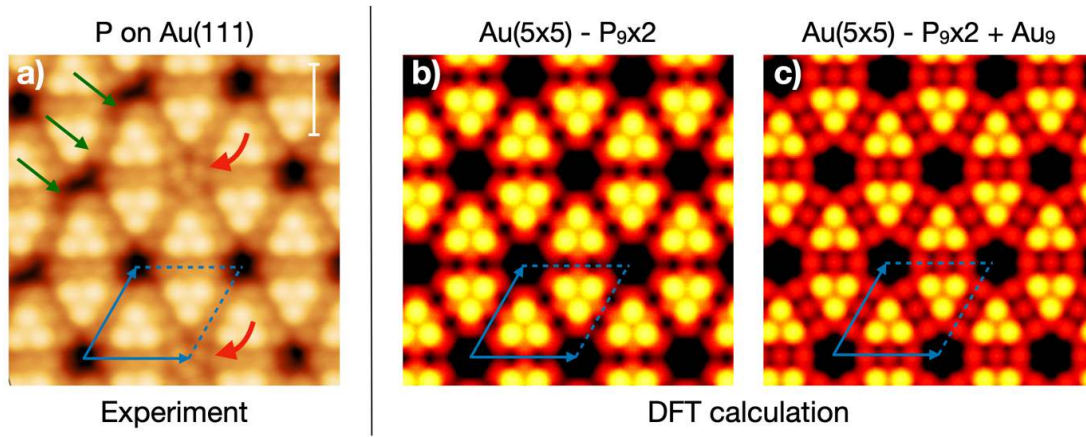 P on Au(111)
Au(5x5) - P₉x2
Au(5x5) - P₉x2 + Au₉
a)
b)
c)
Experiment
DFT calculation